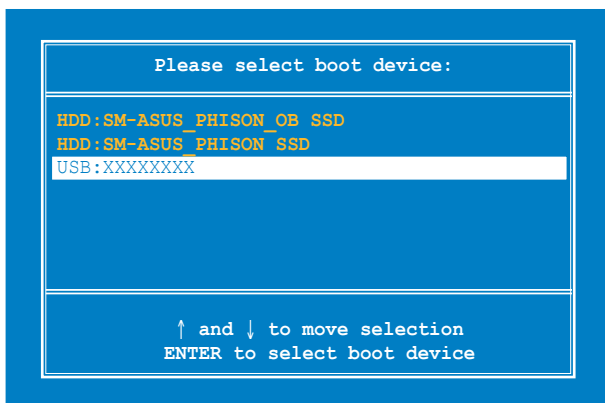 Please select boot device:
HDD:SM-ASUS_PHISON_OB SSD
HDD:SM-ASUS_PHISON SSD
USB:XXXXXXXX
↑ and ↓ to move selection
ENTER to select boot device